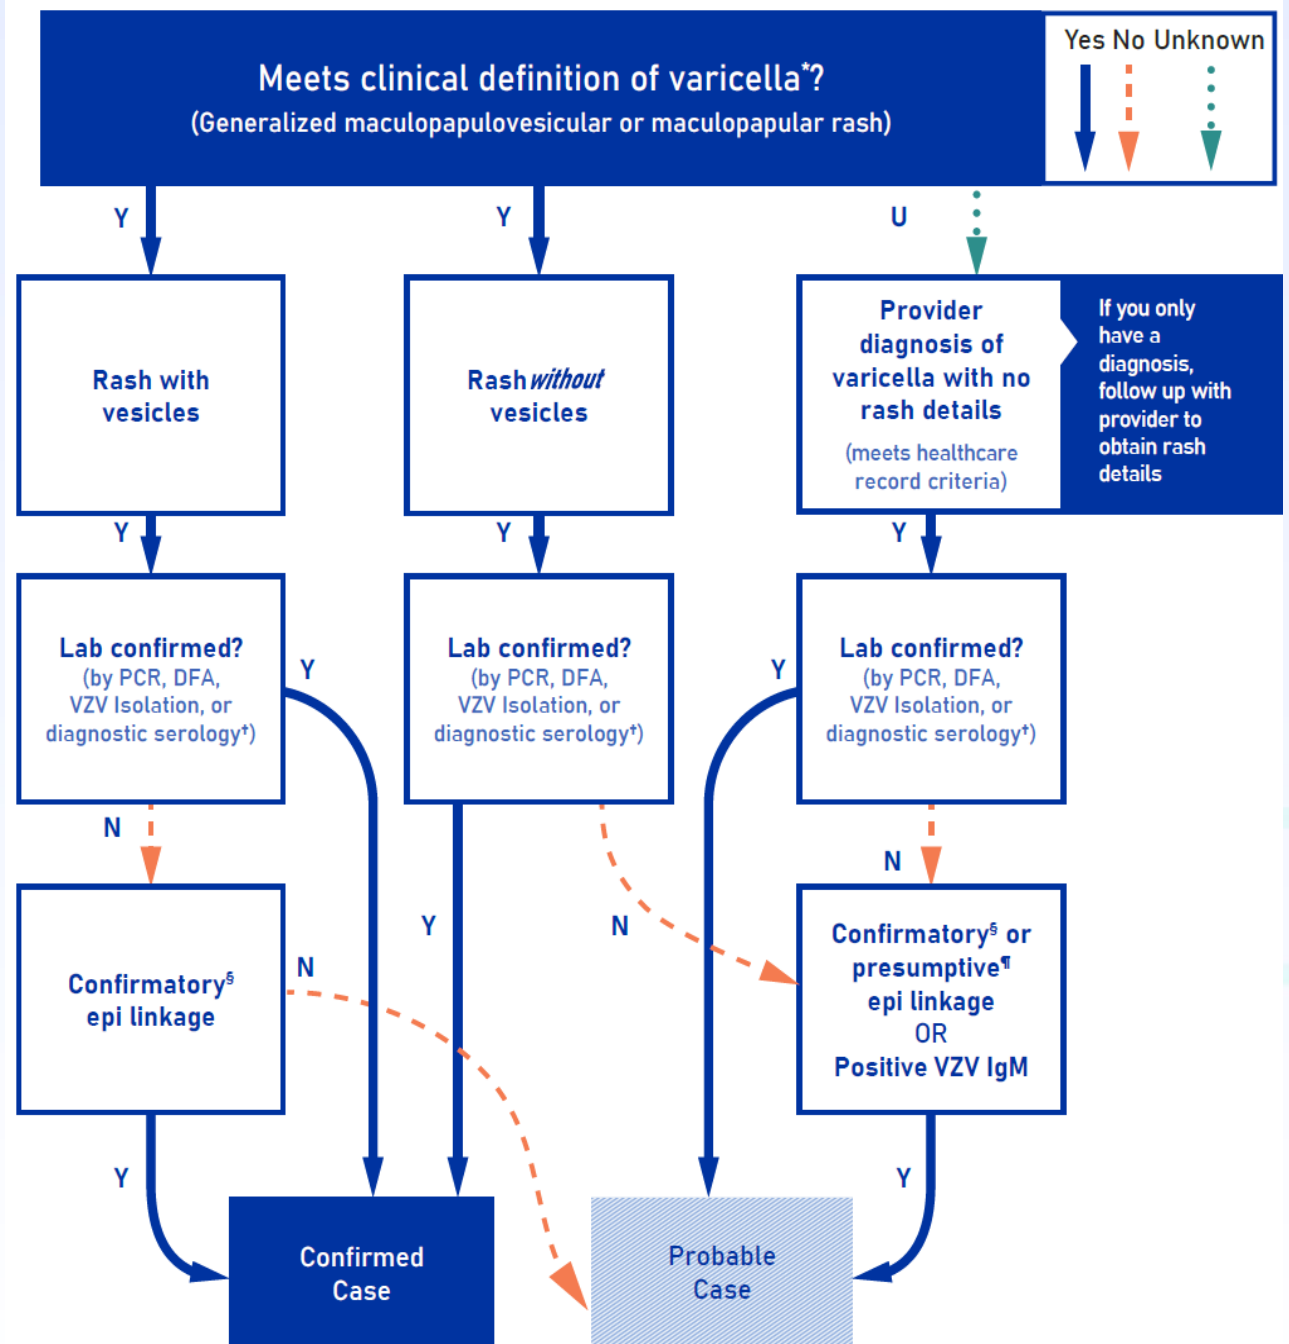 Meets clinical definition of varicella*?
(Generalized maculopapulovesicular or maculopapular rash)
Yes No Unknown
Y
Y
U
Rash with
vesicles
Rash without
vesicles
Provider
diagnosis of
varicella with no
rash details
(meets healthcare
record criteria)
If you only
have a
diagnosis,
follow up with
provider to
obtain rash
details
Y
Y
Y
Lab confirmed?
(by PCR, DFA,
VZV Isolation, or
diagnostic serology†)
Y
Lab confirmed?
(by PCR, DFA,
VZV Isolation, or
diagnostic serology†)
Y
Lab confirmed?
(by PCR, DFA,
VZV Isolation, or
diagnostic serology†)
N
N
Confirmatory§
epi linkage
N
Y
N
Confirmatory§ or
presumptive¶
epi linkage
OR
Positive VZV IgM
Y
Y
Confirmed
Case
Probable
Case